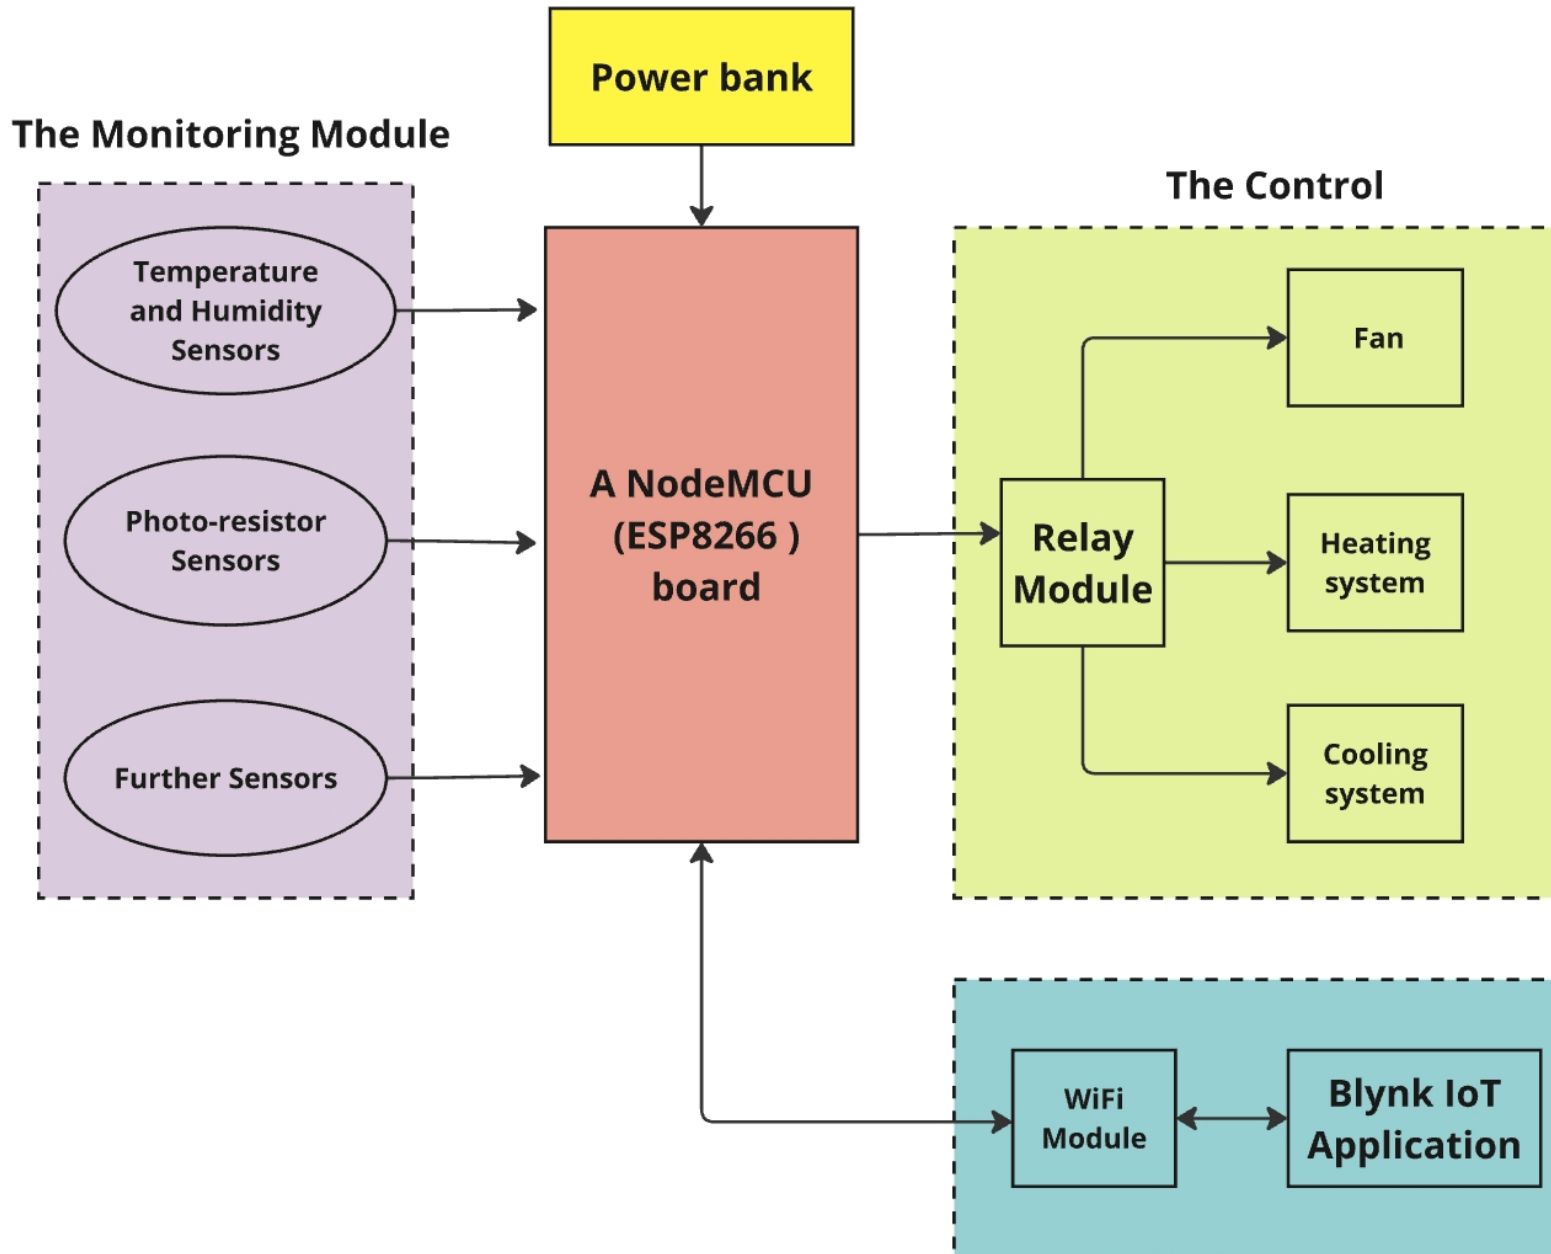 Power bank
The Monitoring Module
The Control
Temperature
and Humidity
Sensors
Photo-resistor
Sensors
Further Sensors
A NodeMCU
(ESP8266 )
board
Relay
Module
Fan
Heating
system
Cooling
system
WiFi
Module
Blynk IoT
Application